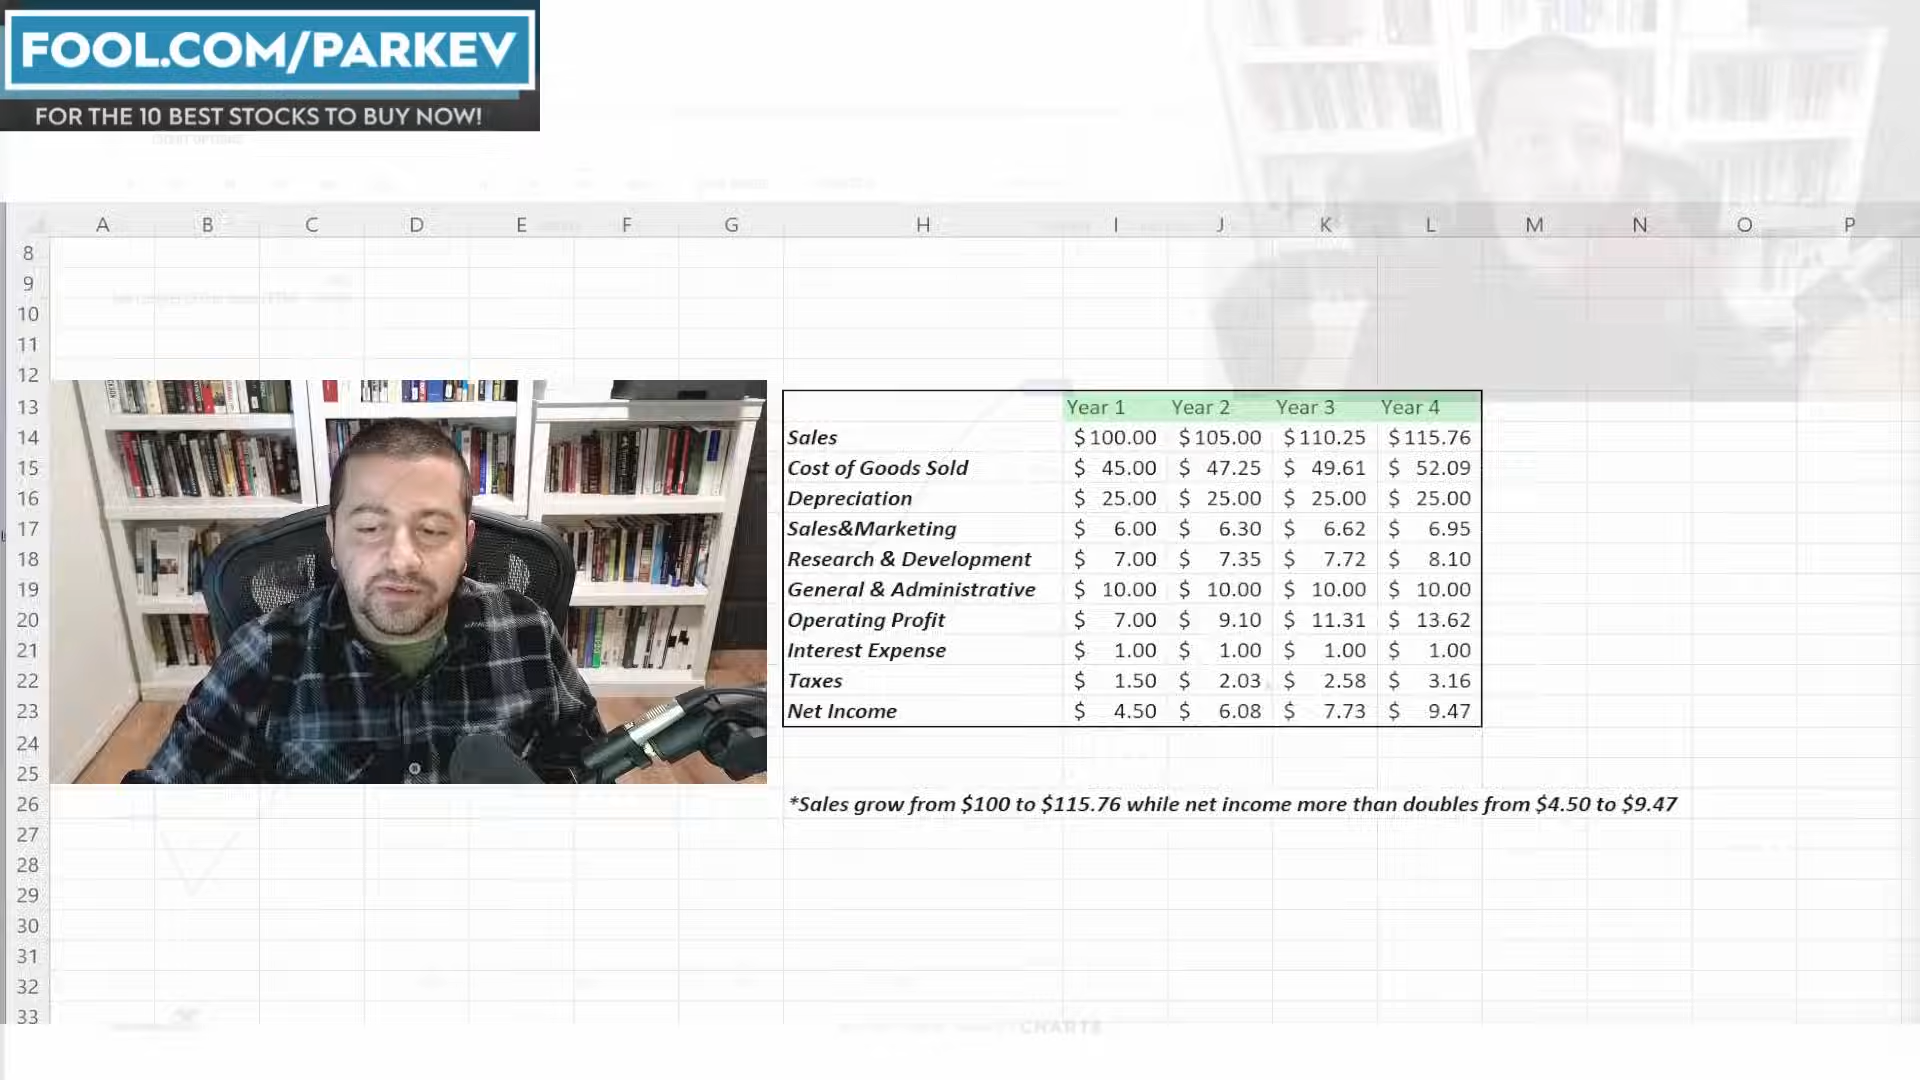 FOOL.COM/PARKEV
FOR THE 10 BEST STOCKS TO BUY NOW!
A B C D E F G H I J K L M N O P
8
9
10
11
12
13 Year 1 Year 2 Year 3 Year 4
14 Sales $100.00 $105.00 $110.25 $115.76
15 Cost of Goods Sold $ 45.00 $ 47.25 $ 49.61 $ 52.09
16 Depreciation $ 25.00 $ 25.00 $ 25.00 $ 25.00
17 Sales&Marketing $ 6.00 $ 6.30 $ 6.62 $ 6.95
18 Research & Development $ 7.00 $ 7.35 $ 7.72 $ 8.10
19 General & Administrative $ 10.00 $ 10.00 $ 10.00 $ 10.00
20 Operating Profit $ 7.00 $ 9.10 $ 11.31 $ 13.62
21 Interest Expense $ 1.00 $ 1.00 $ 1.00 $ 1.00
22 Taxes $ 1.50 $ 2.03 $ 2.58 $ 3.16
23 Net Income $ 4.50 $ 6.08 $ 7.73 $ 9.47
24
25
26 *Sales grow from $100 to $115.76 while net income more than doubles from $4.50 to $9.47
27
28
29
30
31
32
33
CHARTS